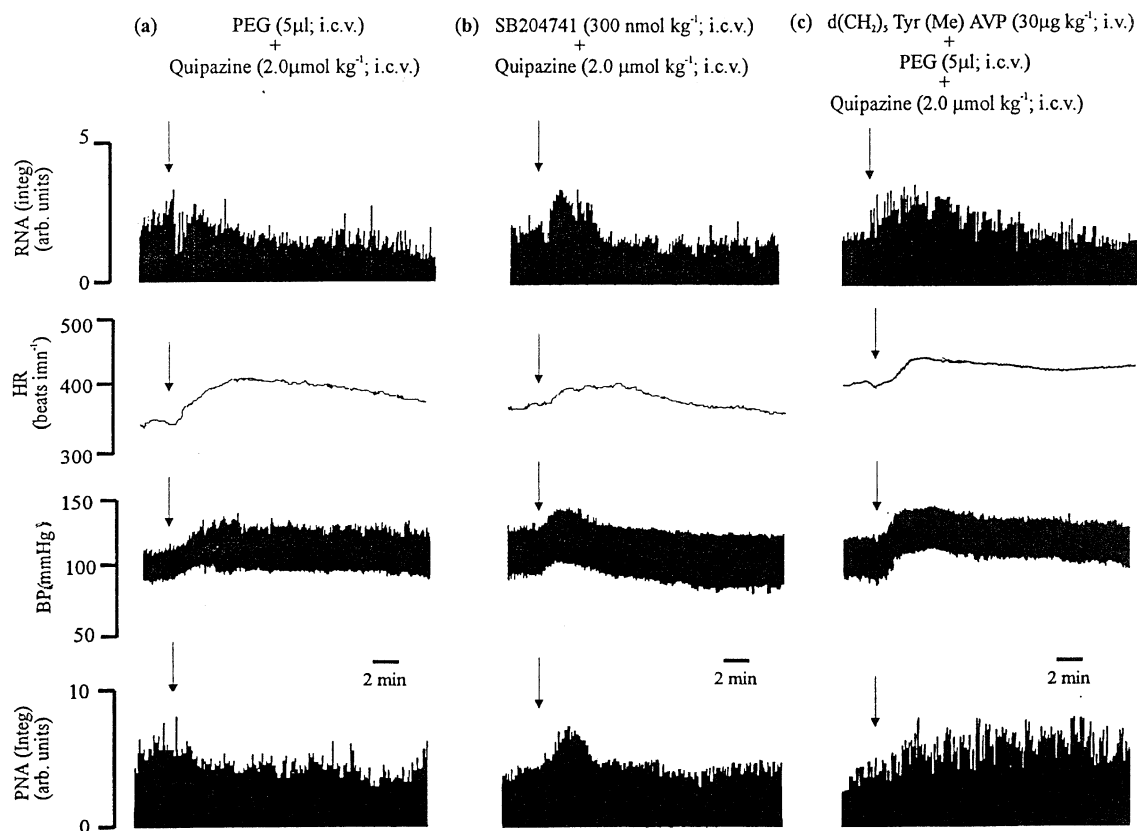 (a) PEG (5µl; i.c.v.)
+
Quipazine (2.0µmol kg⁻¹; i.c.v.)
(b) SB204741 (300 nmol kg⁻¹; i.c.v.)
+
Quipazine (2.0 µmol kg⁻¹; i.c.v.)
(c) d(CH₂)₅ Tyr (Me) AVP (30µg kg⁻¹; i.v.)
+
PEG (5µl; i.c.v.)
+
Quipazine (2.0 µmol kg⁻¹; i.c.v.)
RNA (integ)
(arb. units)
5
0
HR
(beats imn⁻¹)
500
400
300
BP(mmHg)
150
100
50
2 min
2 min
2 min
PNA (Integ)
(arb. units)
10
0